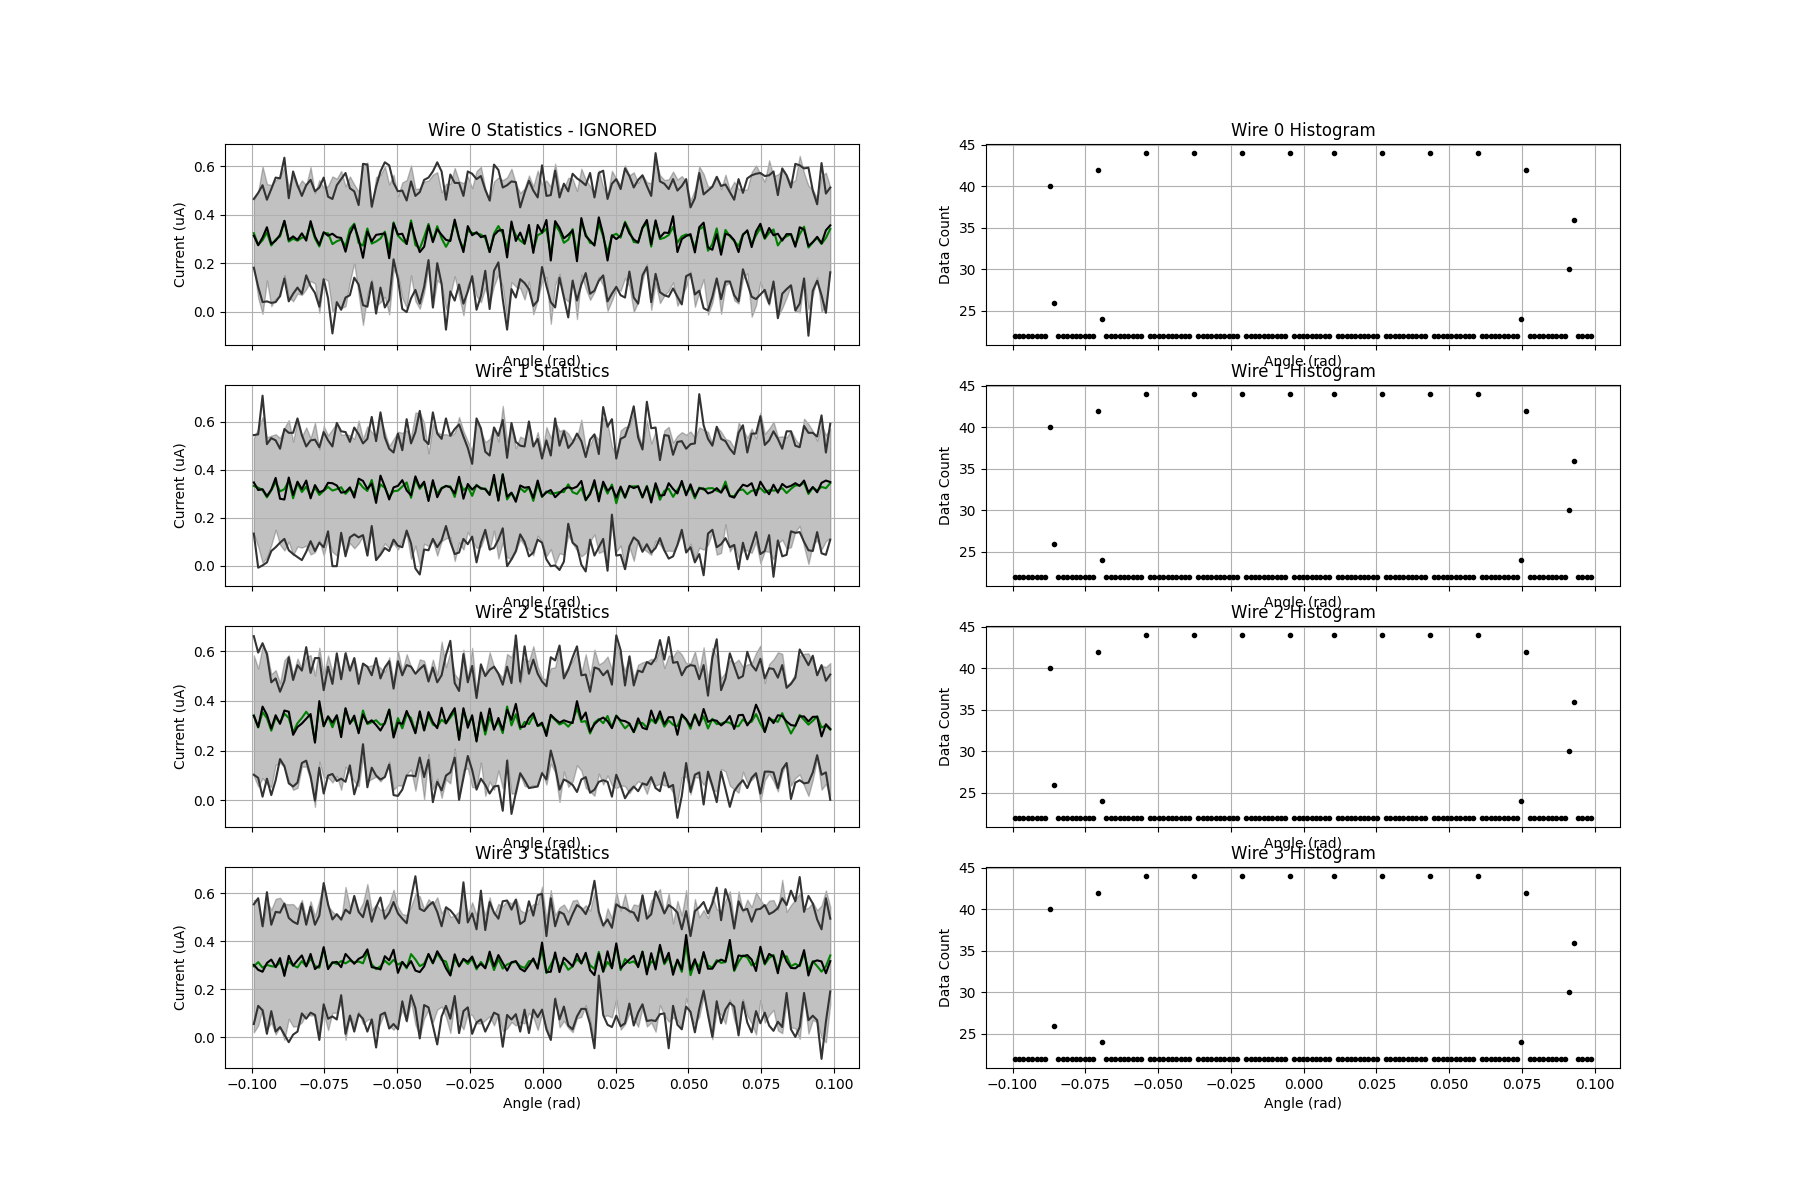 Wire 0 Statistics - IGNORED
Current (uA)
0.6
0.4
0.2
0.0
Angle (rad)
Wire 0 Histogram
Data Count
45
40
35
30
25
Angle (rad)
Wire 1 Statistics
Current (uA)
0.6
0.4
0.2
0.0
Angle (rad)
Wire 1 Histogram
Data Count
45
40
35
30
25
Angle (rad)
Wire 2 Statistics
Current (uA)
0.6
0.4
0.2
0.0
Angle (rad)
Wire 2 Histogram
Data Count
45
40
35
30
25
Angle (rad)
Wire 3 Statistics
Current (uA)
0.6
0.4
0.2
0.0
−0.100 −0.075 −0.050 −0.025 0.000 0.025 0.050 0.075 0.100
Angle (rad)
Wire 3 Histogram
Data Count
45
40
35
30
25
−0.100 −0.075 −0.050 −0.025 0.000 0.025 0.050 0.075 0.100
Angle (rad)